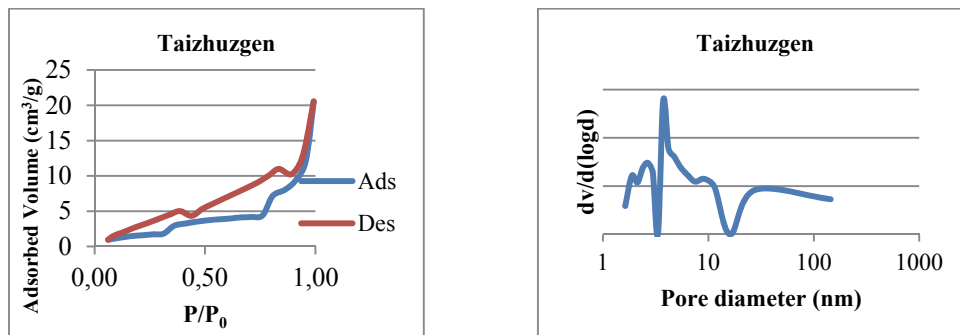 Taizhuzgen
Adsorbed Volume (cm³/g)
25
20
15
10
5
0
0,00
0,50
1,00
P/P₀
Ads
Des
Taizhuzgen
dv/d(logd)
1
10
100
1000
Pore diameter (nm)